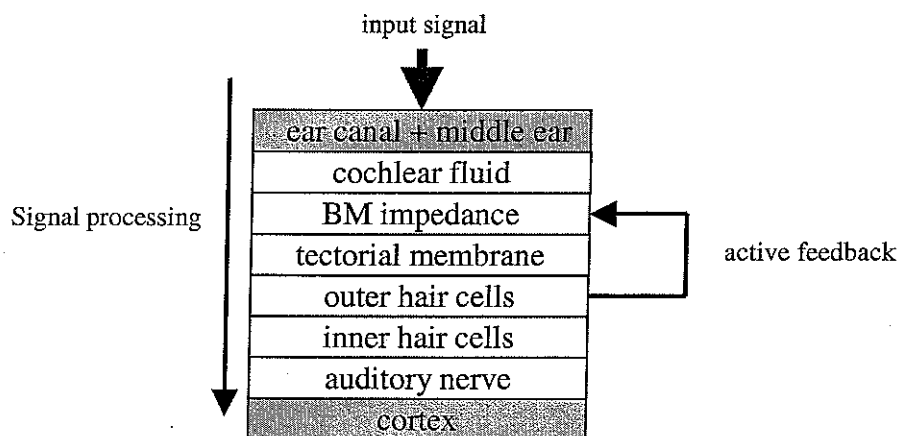 input signal
ear canal + middle ear
cochlear fluid
Signal processing
BM impedance
tectorial membrane
active feedback
outer hair cells
inner hair cells
auditory nerve
cortex